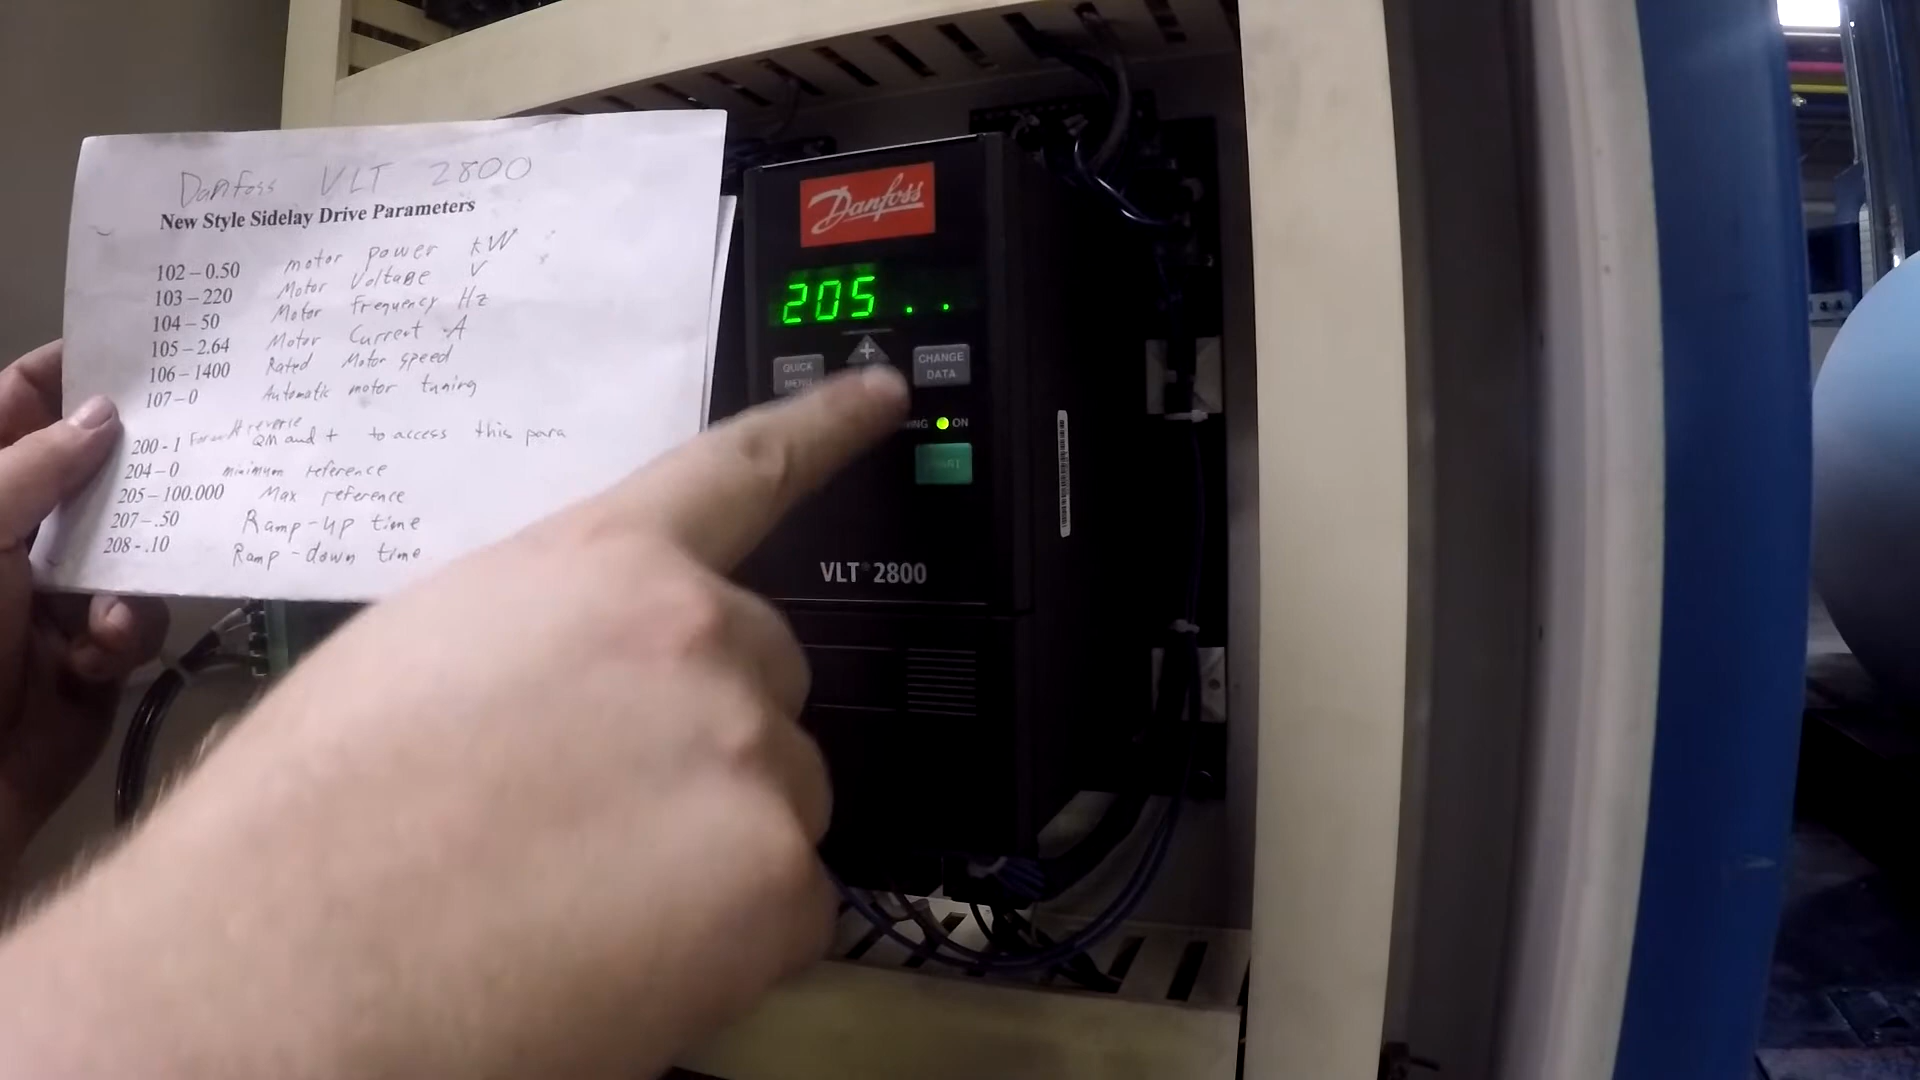 Danfoss VLT 2800
New Style Sidelay Drive Parameters
102 – 0.50 motor power kW
103 – 220 Motor Voltage V
104 – 50 Motor Frequency Hz
105 – 2.64 Motor Current A
106 – 1400 Rated Motor speed
107 – 0 Automatic motor tuning
200 - 1 reverse
QM and + to access this para
204 – 0 minimum reference
205 – 100.000 Max reference
207 – .50 Ramp-up time
208 - .10 Ramp-down time
Danfoss
205 . .
QUICK
MENU
+
CHANGE
DATA
ON
VLT® 2800